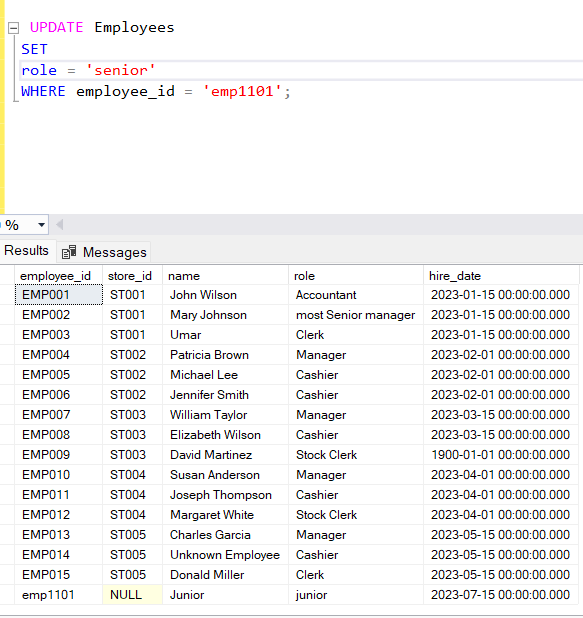 UPDATE Employees
SET
role = 'senior'
WHERE employee_id = 'emp1101';
%
Results Messages
employee_id store_id name role hire_date
EMP001 ST001 John Wilson Accountant 2023-01-15 00:00:00.000
EMP002 ST001 Mary Johnson most Senior manager 2023-01-15 00:00:00.000
EMP003 ST001 Umar Clerk 2023-01-15 00:00:00.000
EMP004 ST002 Patricia Brown Manager 2023-02-01 00:00:00.000
EMP005 ST002 Michael Lee Cashier 2023-02-01 00:00:00.000
EMP006 ST002 Jennifer Smith Cashier 2023-02-01 00:00:00.000
EMP007 ST003 William Taylor Manager 2023-03-15 00:00:00.000
EMP008 ST003 Elizabeth Wilson Cashier 2023-03-15 00:00:00.000
EMP009 ST003 David Martinez Stock Clerk 1900-01-01 00:00:00.000
EMP010 ST004 Susan Anderson Manager 2023-04-01 00:00:00.000
EMP011 ST004 Joseph Thompson Cashier 2023-04-01 00:00:00.000
EMP012 ST004 Margaret White Stock Clerk 2023-04-01 00:00:00.000
EMP013 ST005 Charles Garcia Manager 2023-05-15 00:00:00.000
EMP014 ST005 Unknown Employee Cashier 2023-05-15 00:00:00.000
EMP015 ST005 Donald Miller Clerk 2023-05-15 00:00:00.000
emp1101 NULL Junior junior 2023-07-15 00:00:00.000